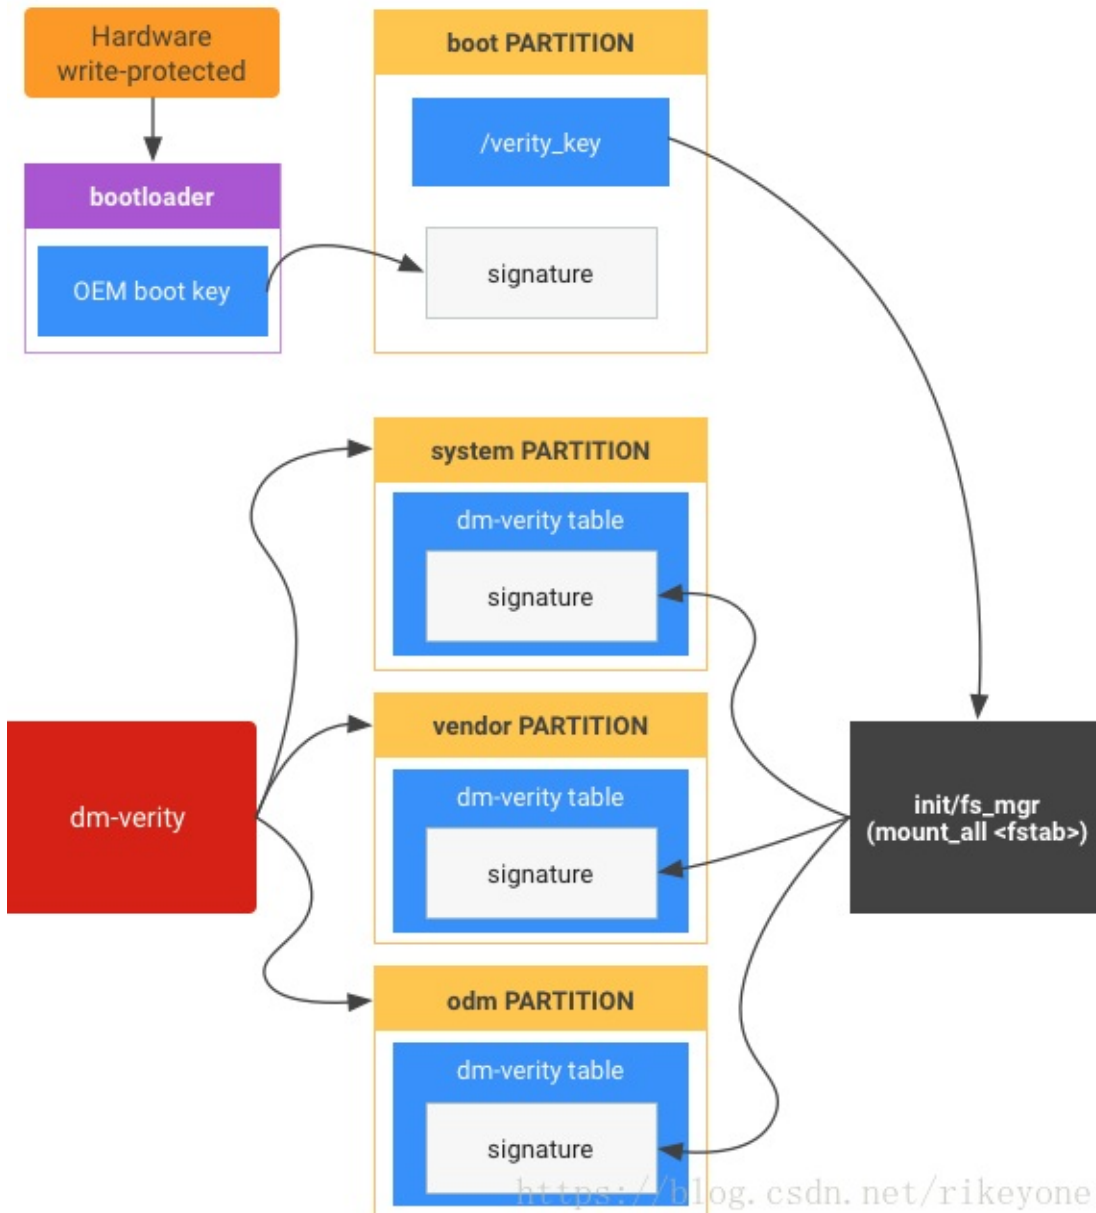 Hardware
write-protected
bootloader
OEM boot key
boot PARTITION
/verity_key
signature
system PARTITION
dm-verity table
signature
vendor PARTITION
dm-verity table
signature
odm PARTITION
dm-verity table
signature
dm-verity
init/fs_mgr
(mount_all <fstab>)
https://blog.csdn.net/rikeyone